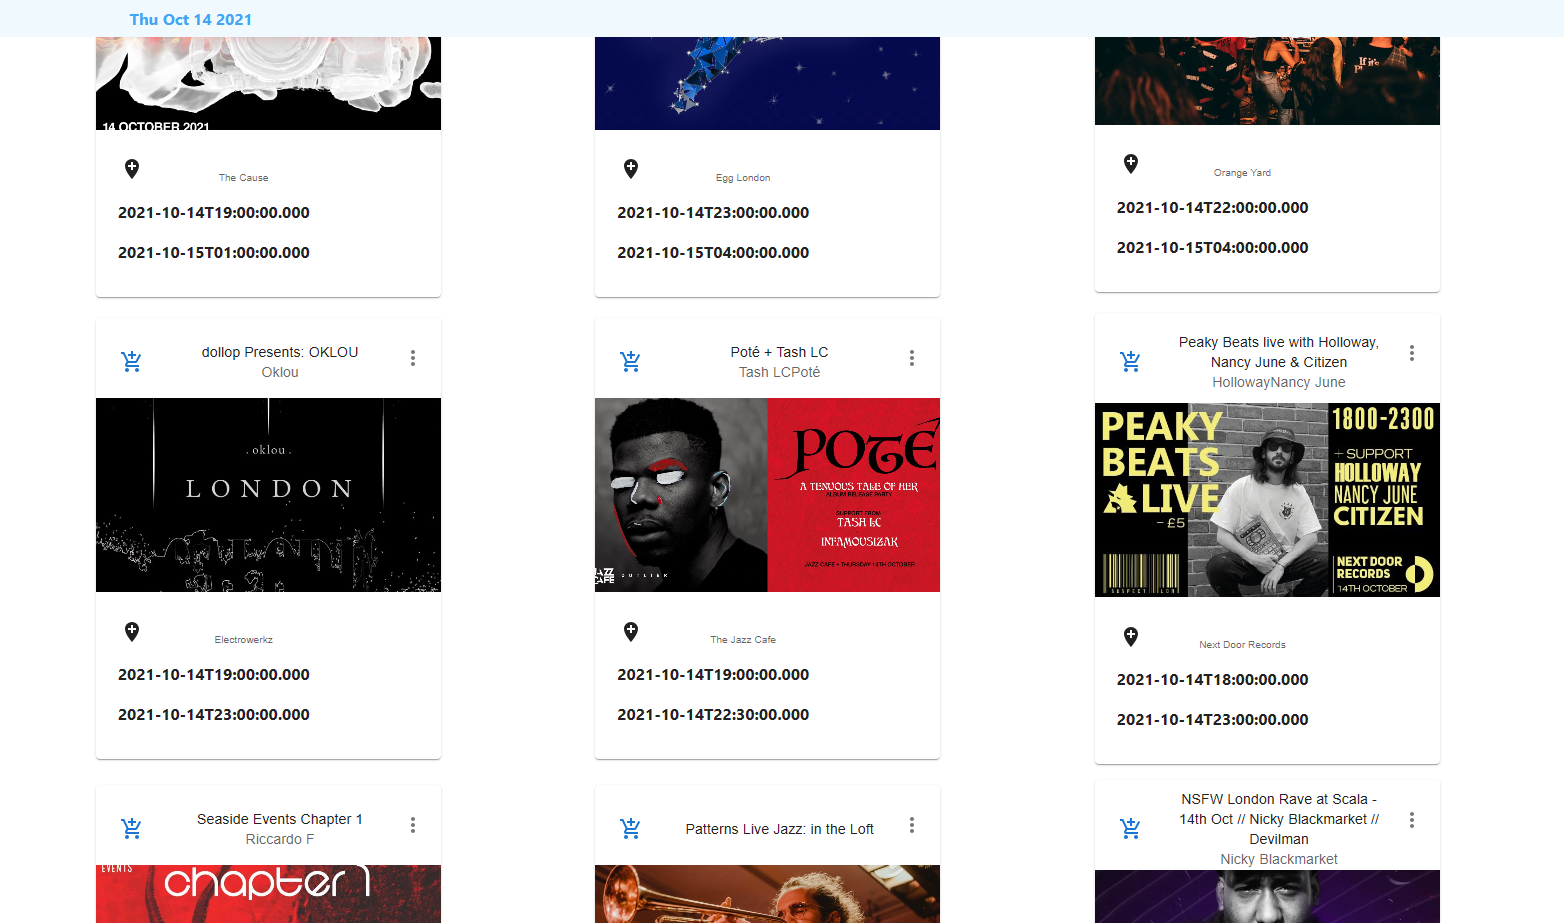 Thu Oct 14 2021
14 OCTOBER 2021
If it's
The Cause
2021-10-14T19:00:00.000
2021-10-15T01:00:00.000
Egg London
2021-10-14T23:00:00.000
2021-10-15T04:00:00.000
Orange Yard
2021-10-14T22:00:00.000
2021-10-15T04:00:00.000
dollop Presents: OKLOU
Oklou
. oklou .
LONDON
Electrowerkz
2021-10-14T19:00:00.000
2021-10-14T23:00:00.000
Poté + Tash LC
Tash LCPoté
POTÉ
A TENUOUS TALE OF HER
ALBUM RELEASE PARTY
SUPPORT FROM
TASH LC
INFAMOUSIZAK
JAZZ CAFE • THURSDAY 14TH OCTOBER
JAZZ
CAFE
OUTLIER
The Jazz Cafe
2021-10-14T19:00:00.000
2021-10-14T22:30:00.000
Peaky Beats live with Holloway,
Nancy June & Citizen
HollowayNancy June
PEAKY
BEATS
LIVE
- £5
1800-2300
+ SUPPORT
HOLLOWAY
NANCY JUNE
CITIZEN
NEXT DOOR
RECORDS
14TH OCTOBER
Next Door Records
2021-10-14T18:00:00.000
2021-10-14T23:00:00.000
Seaside Events Chapter 1
Riccardo F
EVENTS
chapter 1
Patterns Live Jazz: in the Loft
NSFW London Rave at Scala -
14th Oct // Nicky Blackmarket //
Devilman
Nicky Blackmarket